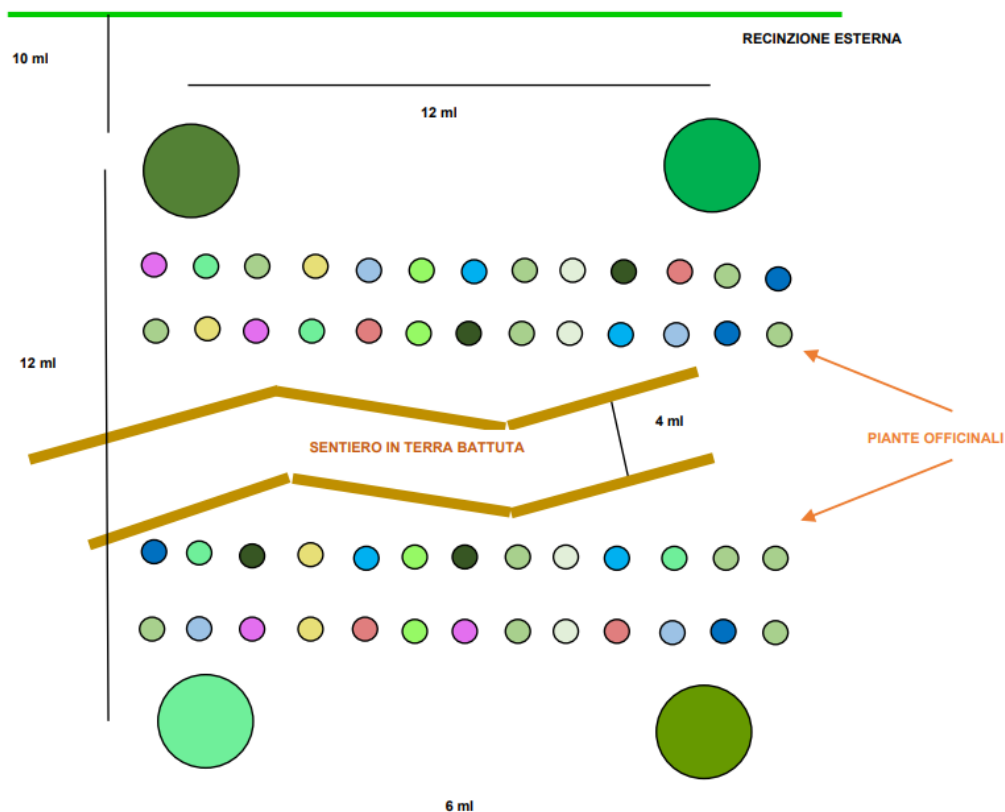 RECINZIONE ESTERNA
10 ml
12 ml
12 ml
4 ml
SENTIERO IN TERRA BATTUTA
PIANTE OFFICINALI
6 ml